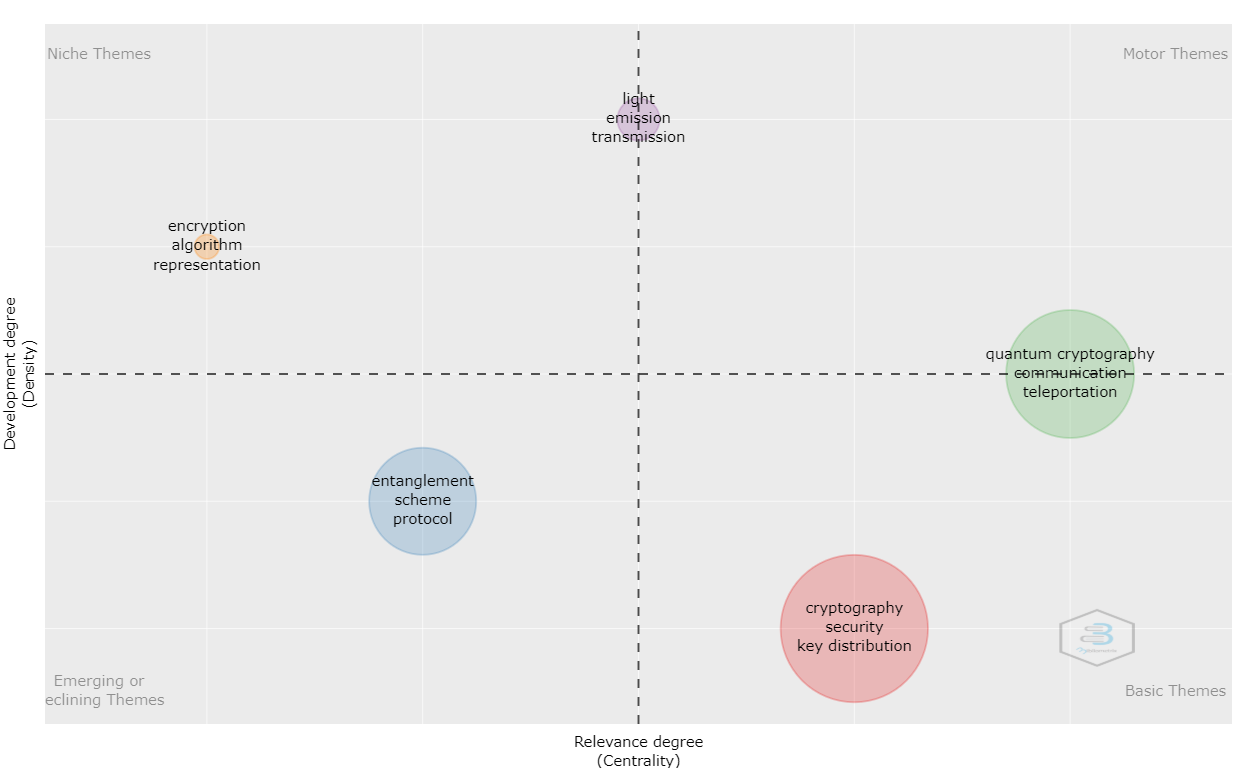 Niche Themes
Motor Themes
light
emission
transmission
encryption
algorithm
representation
quantum cryptography
communication
teleportation
Development degree
(Density)
entanglement
scheme
protocol
cryptography
security
key distribution
Emerging or
eclining Themes
Basic Themes
Relevance degree
(Centrality)